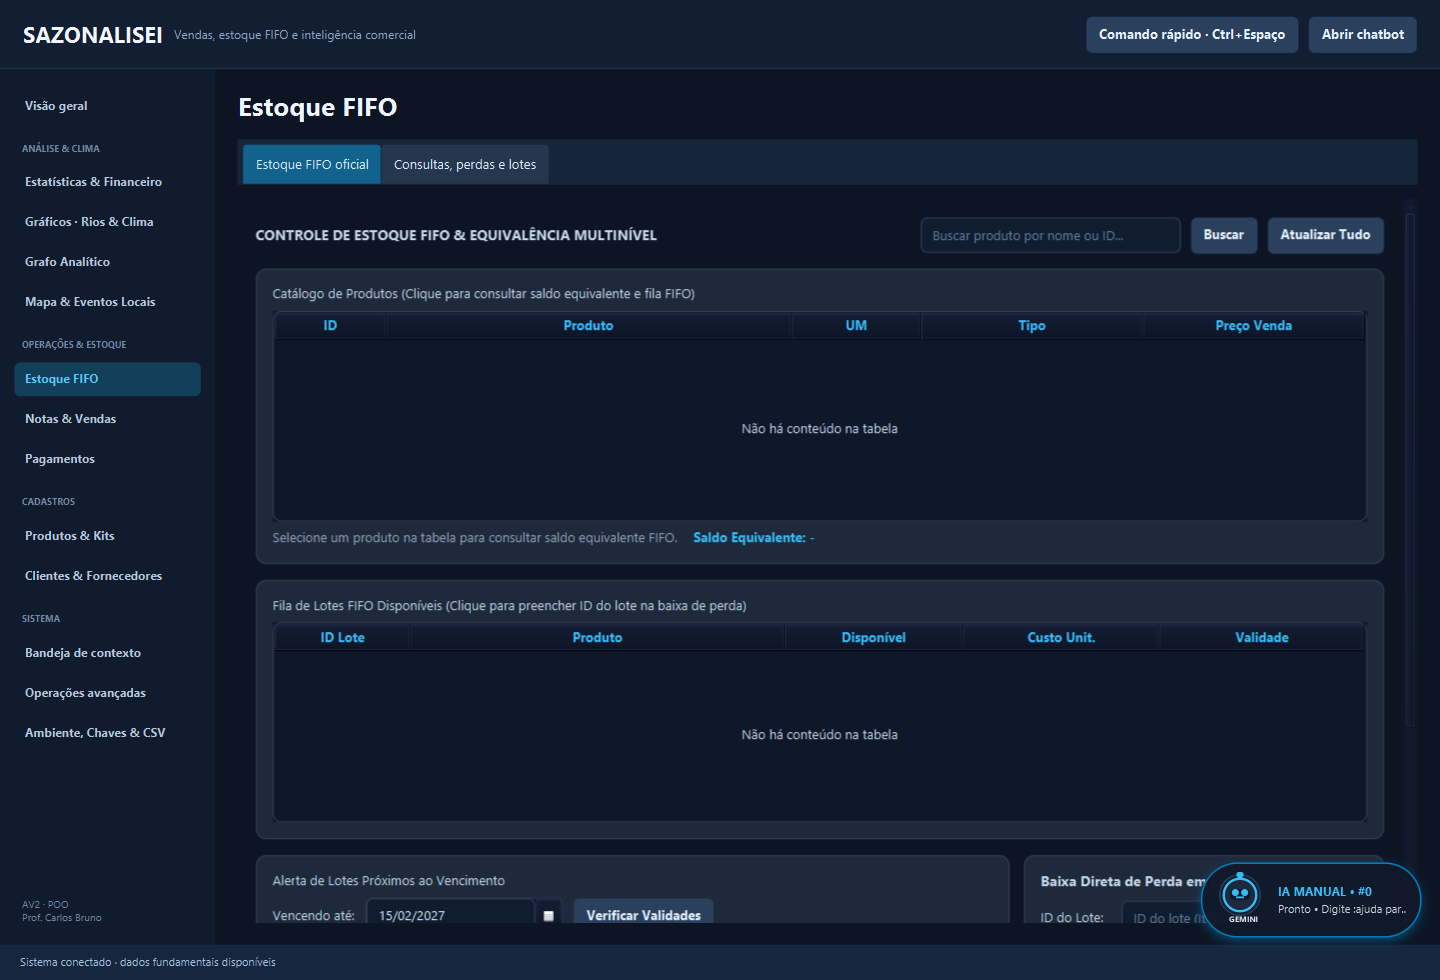 SAZONALISEI
Vendas, estoque FIFO e inteligência comercial
Comando rápido · Ctrl+Espaço
Abrir chatbot
Visão geral
ANÁLISE & CLIMA
Estatísticas & Financeiro
Gráficos · Rios & Clima
Grafo Analítico
Mapa & Eventos Locais
OPERAÇÕES & ESTOQUE
Estoque FIFO
Notas & Vendas
Pagamentos
CADASTROS
Produtos & Kits
Clientes & Fornecedores
SISTEMA
Bandeja de contexto
Operações avançadas
Ambiente, Chaves & CSV
AV2 · POO
Prof. Carlos Bruno
Estoque FIFO
Estoque FIFO oficial
Consultas, perdas e lotes
CONTROLE DE ESTOQUE FIFO & EQUIVALÊNCIA MULTINÍVEL
Buscar produto por nome ou ID...
Buscar
Atualizar Tudo
Catálogo de Produtos (Clique para consultar saldo equivalente e fila FIFO)
ID Produto UM Tipo Preço Venda
Não há conteúdo na tabela
Selecione um produto na tabela para consultar saldo equivalente FIFO. Saldo Equivalente: -
Fila de Lotes FIFO Disponíveis (Clique para preencher ID do lote na baixa de perda)
ID Lote Produto Disponível Custo Unit. Validade
Não há conteúdo na tabela
Alerta de Lotes Próximos ao Vencimento
Vencendo até: 15/02/2027 Verificar Validades
Baixa Direta de Perda em
ID do Lote: ID do lote
IA MANUAL • #0
Pronto • Digite :ajuda par..
GEMINI
Sistema conectado · dados fundamentais disponíveis